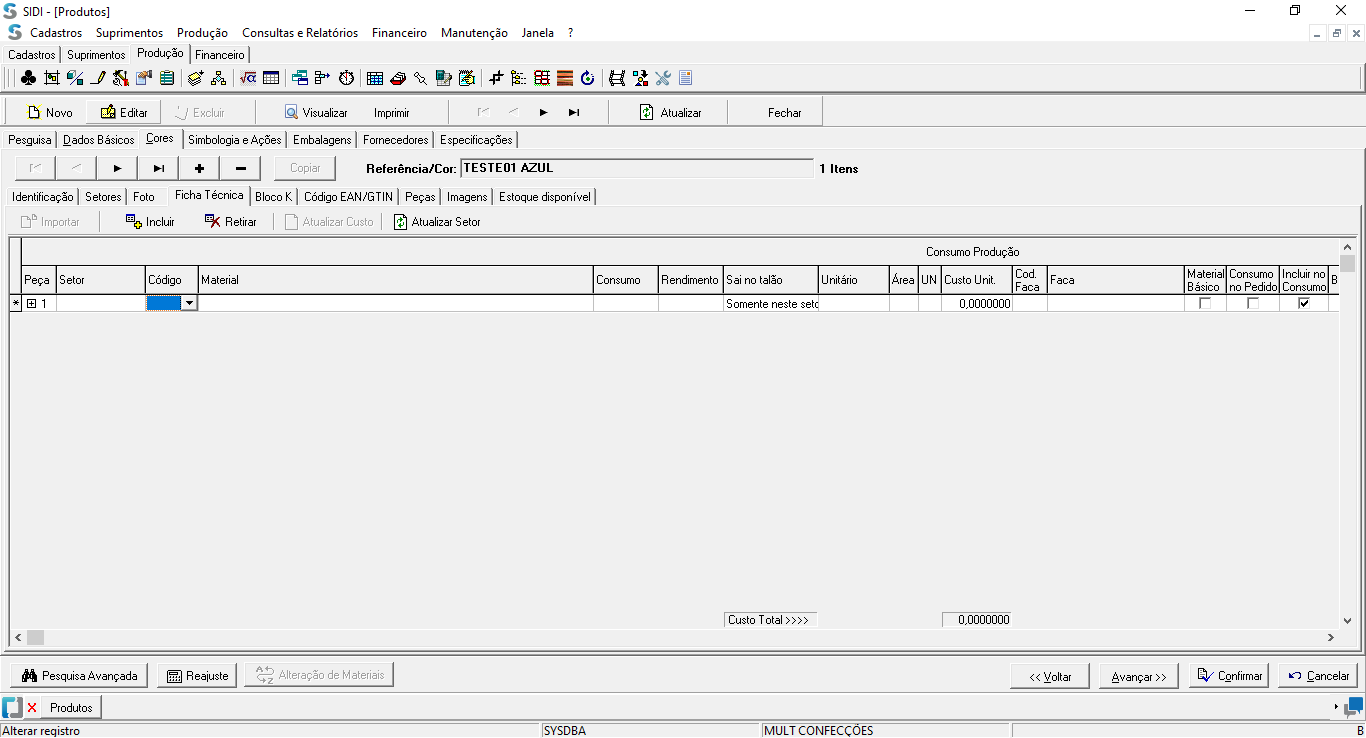 SIDI - [Produtos]
Cadastros Suprimentos Produção Consultas e Relatórios Financeiro Manutenção Janela ?
Cadastros Suprimentos Produção Financeiro
Novo Editar Excluir Visualizar Imprimir Atualizar Fechar
Pesquisa Dados Básicos Cores Simbologia e Ações Embalagens Fornecedores Especificações
Copiar Referência/Cor: TESTE01 AZUL 1 Itens
Identificação Setores Foto Ficha Técnica Bloco K Código EAN/GTIN Peças Imagens Estoque disponível
Importar Incluir Retirar Atualizar Custo Atualizar Setor
Consumo Produção
Peça Setor Código Material Consumo Rendimento Sai no talão Unitário Área UN Custo Unit. Cod. Faca Faca Material Básico Consumo no Pedido Incluir no Consumo B
* 1 Somente neste seto 0,0000000
Custo Total >>>> 0,0000000
Pesquisa Avançada Reajuste Alteração de Materiais << Voltar Avançar >> Confirmar Cancelar
Produtos
Alterar registro SYSDBA MULT CONFECÇÕES B